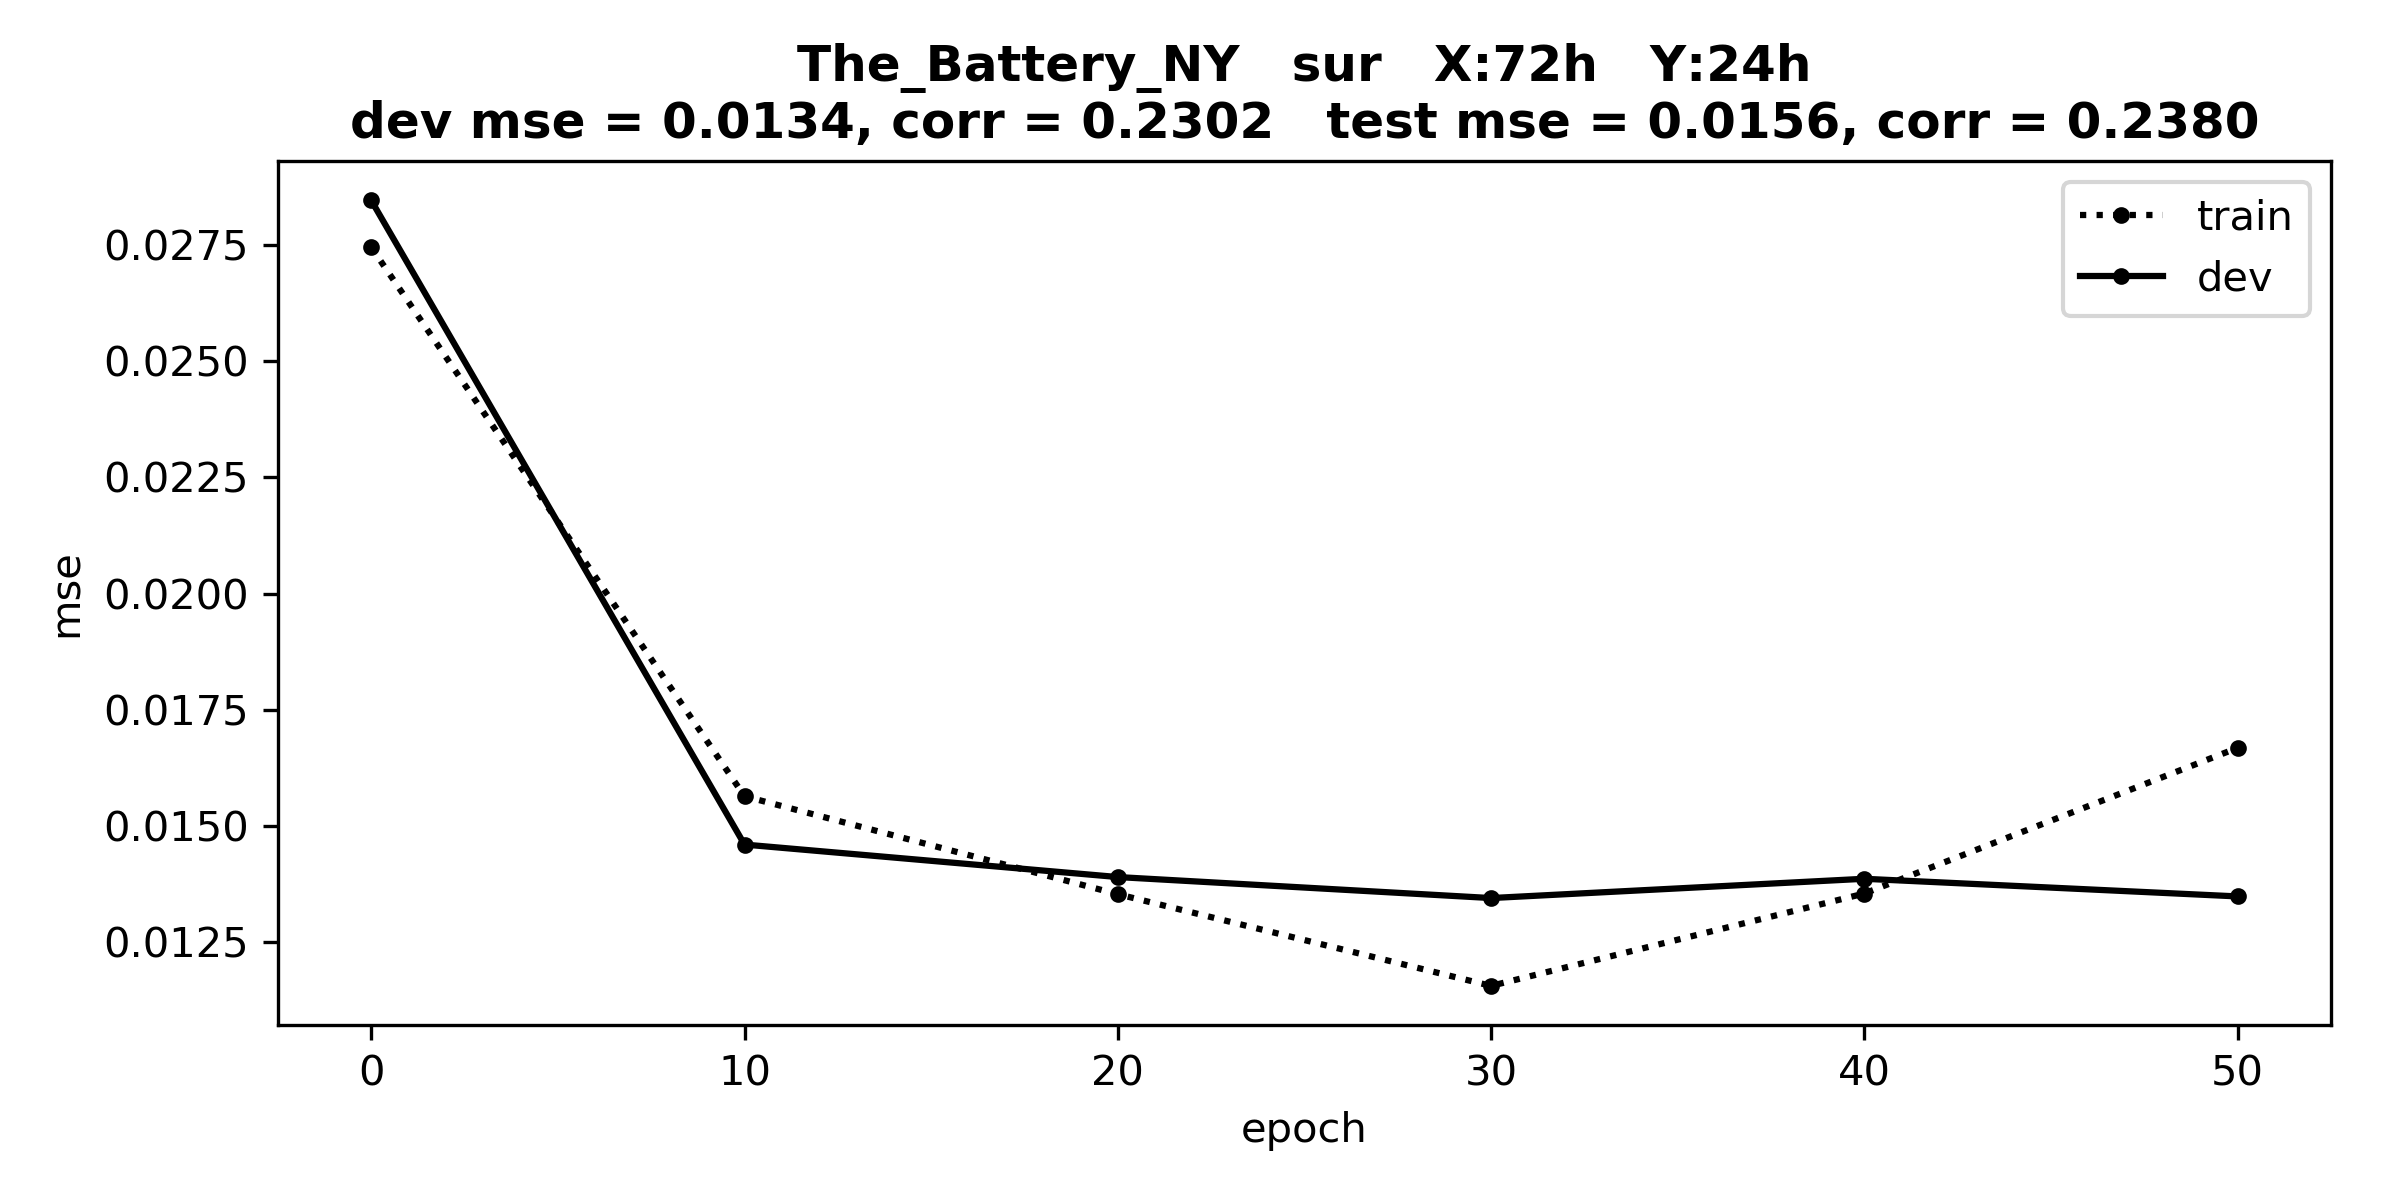 The_Battery_NY   sur   X:72h   Y:24h
dev mse = 0.0134, corr = 0.2302   test mse = 0.0156, corr = 0.2380
train
dev
0.0275
0.0250
0.0225
0.0200
0.0175
0.0150
0.0125
mse
0 10 20 30 40 50
epoch